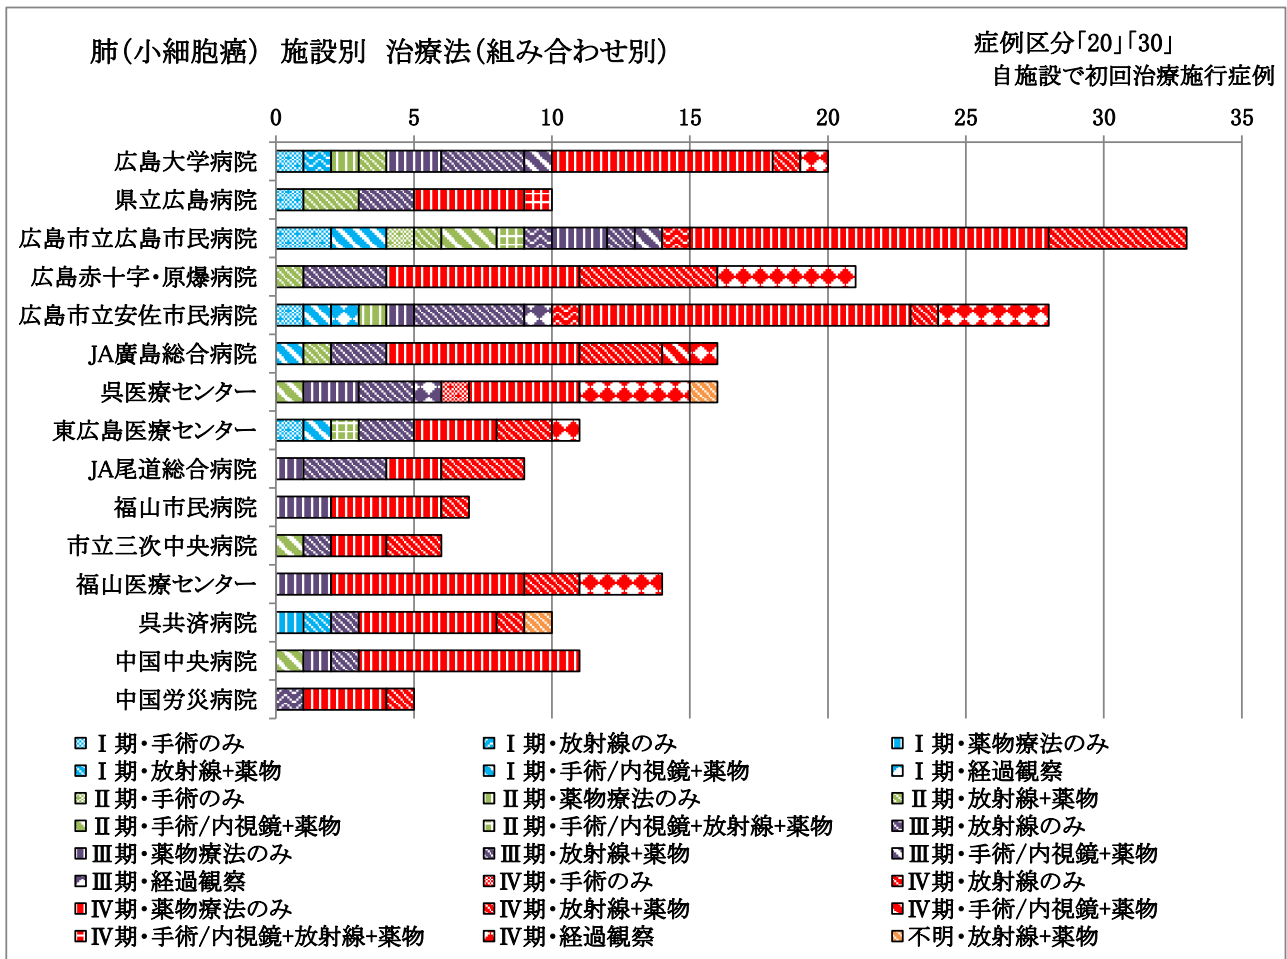 肺（小細胞癌）　施設別　治療法（組み合わせ別）
症例区分「20」「30」
自施設で初回治療施行症例
0 5 10 15 20 25 30 35
広島大学病院
県立広島病院
広島市立広島市民病院
広島赤十字・原爆病院
広島市立安佐市民病院
JA廣島総合病院
呉医療センター
東広島医療センター
JA尾道総合病院
福山市民病院
市立三次中央病院
福山医療センター
呉共済病院
中国中央病院
中国労災病院
Ⅰ期・手術のみ Ⅰ期・放射線のみ Ⅰ期・薬物療法のみ
Ⅰ期・放射線+薬物 Ⅰ期・手術/内視鏡+薬物 Ⅰ期・経過観察
Ⅱ期・手術のみ Ⅱ期・薬物療法のみ Ⅱ期・放射線+薬物
Ⅱ期・手術/内視鏡+薬物 Ⅱ期・手術/内視鏡+放射線+薬物 Ⅲ期・放射線のみ
Ⅲ期・薬物療法のみ Ⅲ期・放射線+薬物 Ⅲ期・手術/内視鏡+薬物
Ⅲ期・経過観察 Ⅳ期・手術のみ Ⅳ期・放射線のみ
Ⅳ期・薬物療法のみ Ⅳ期・放射線+薬物 Ⅳ期・手術/内視鏡+薬物
Ⅳ期・手術/内視鏡+放射線+薬物 Ⅳ期・経過観察 不明・放射線+薬物